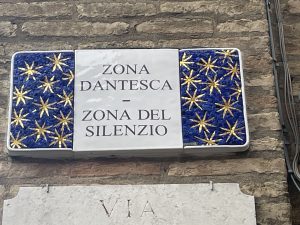 ZONA
DANTESCA
-
ZONA DEL
SILENZIO
VIA